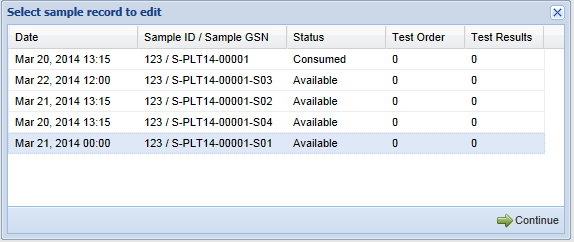 Select sample record to edit
Date Sample ID / Sample GSN Status Test Order Test Results
Mar 20, 2014 13:15 123 / S-PLT14-00001 Consumed 0 0
Mar 22, 2014 12:00 123 / S-PLT14-00001-S03 Available 0 0
Mar 21, 2014 13:15 123 / S-PLT14-00001-S02 Available 0 0
Mar 20, 2014 13:15 123 / S-PLT14-00001-S04 Available 0 0
Mar 21, 2014 00:00 123 / S-PLT14-00001-S01 Available 0 0
Continue